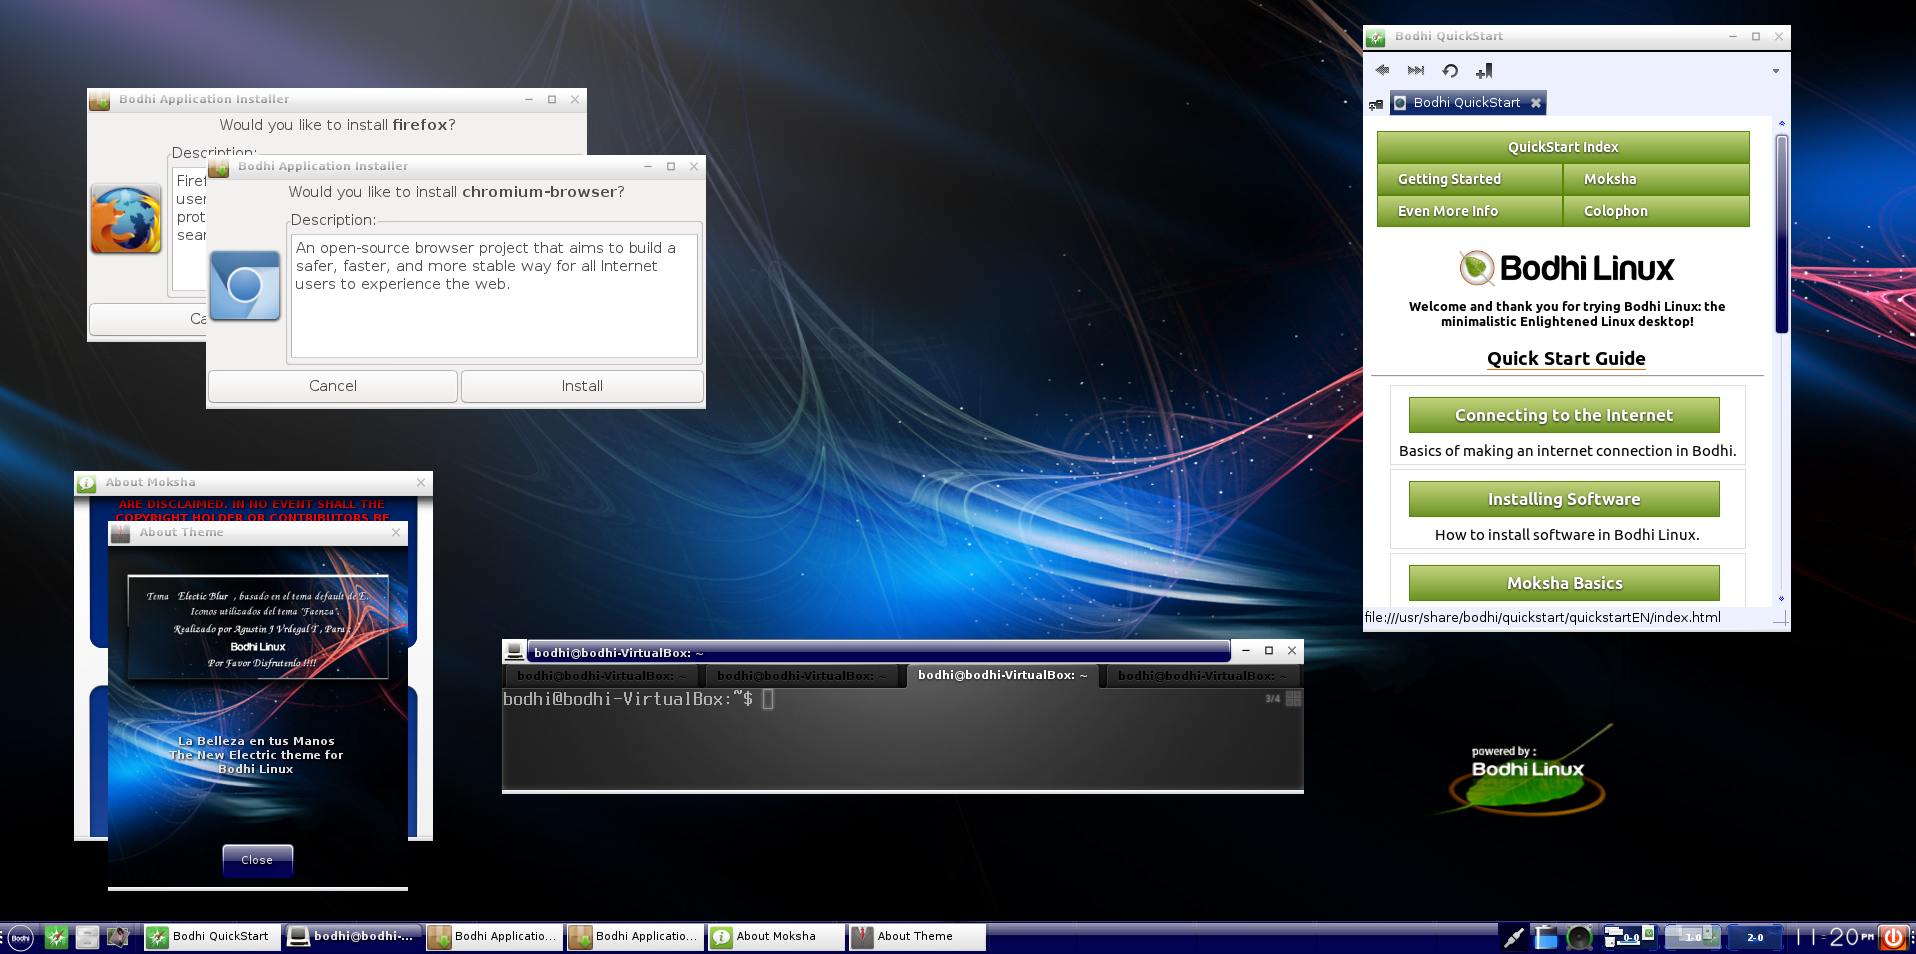 Bodhi Application Installer
Would you like to install firefox?
Description:
Firef
user
prot
sear
Ca
Bodhi Application Installer
Would you like to install chromium-browser?
Description:
An open-source browser project that aims to build a
safer, faster, and more stable way for all Internet
users to experience the web.
Cancel
Install
Bodhi QuickStart
Bodhi QuickStart
QuickStart Index
Getting Started
Moksha
Even More Info
Colophon
Bodhi Linux
Welcome and thank you for trying Bodhi Linux: the
minimalistic Enlightened Linux desktop!
Quick Start Guide
Connecting to the Internet
Basics of making an internet connection in Bodhi.
Installing Software
How to install software in Bodhi Linux.
Moksha Basics
file:///usr/share/bodhi/quickstart/quickstartEN/index.html
About Moksha
ARE DISCLAIMED. IN NO EVENT SHALL THE
COPYRIGHT HOLDER OR CONTRIBUTORS BE
About Theme
Tema Electic Blur , basado en el tema default de E.
Iconos utilizados del tema "Faenza".
Realizado por Agustin J Vrdegal T , Para :
Bodhi Linux
Por Favor Disfrutenlo !!!!
La Belleza en tus Manos
The New Electric theme for
Bodhi Linux
Close
bodhi@bodhi-VirtualBox: ~
bodhi@bodhi-VirtualBox: ~
bodhi@bodhi-VirtualBox: ~
bodhi@bodhi-VirtualBox: ~
bodhi@bodhi-VirtualBox: ~
bodhi@bodhi-VirtualBox:~$
3/4
powered by :
Bodhi Linux
Bodhi
Bodhi QuickStart
bodhi@bodhi-...
Bodhi Applicatio...
Bodhi Applicatio...
About Moksha
About Theme
0-0
1-0
2-0
11:20 PM